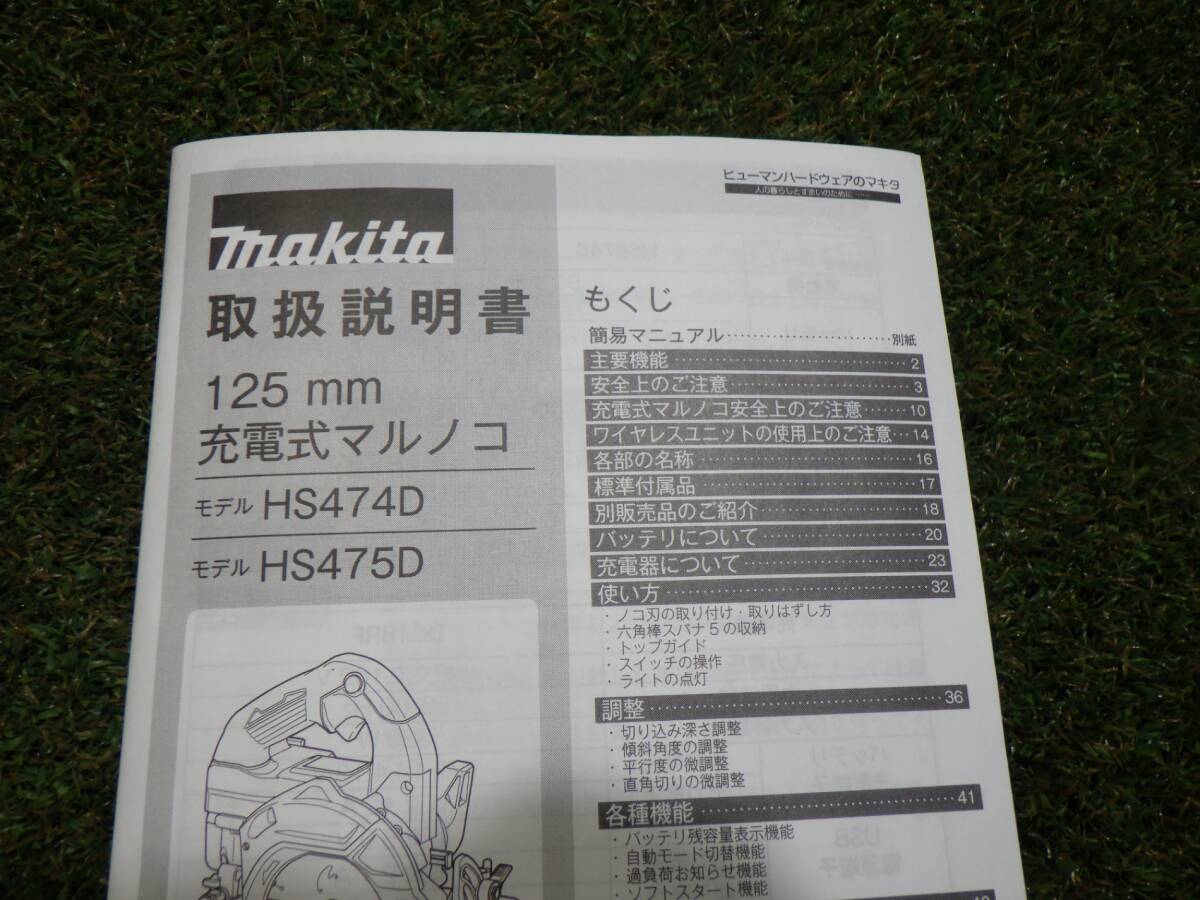 makita
取扱説明書
125 mm
充電式マルノコ
モデル HS474D
モデル HS475D
ヒューマンハードウェアのマキタ
人の暮らしとすまいのために
もくじ
簡易マニュアル 別紙
主要機能 2
安全上のご注意 3
充電式マルノコ安全上のご注意 10
ワイヤレスユニットの使用上のご注意 14
各部の名称 16
標準付属品 17
別販売品のご紹介 18
バッテリについて 20
充電器について 23
使い方 32
・ノコ刃の取り付け・取りはずし方
・六角棒スパナ5の収納
・トップガイド
・スイッチの操作
・ライトの点灯
調整 36
・切り込み深さ調整
・傾斜角度の調整
・平行度の微調整
・直角切りの微調整
各種機能 41
・バッテリ残容量表示機能
・自動モード切替機能
・過負荷お知らせ機能
・ソフトスタート機能